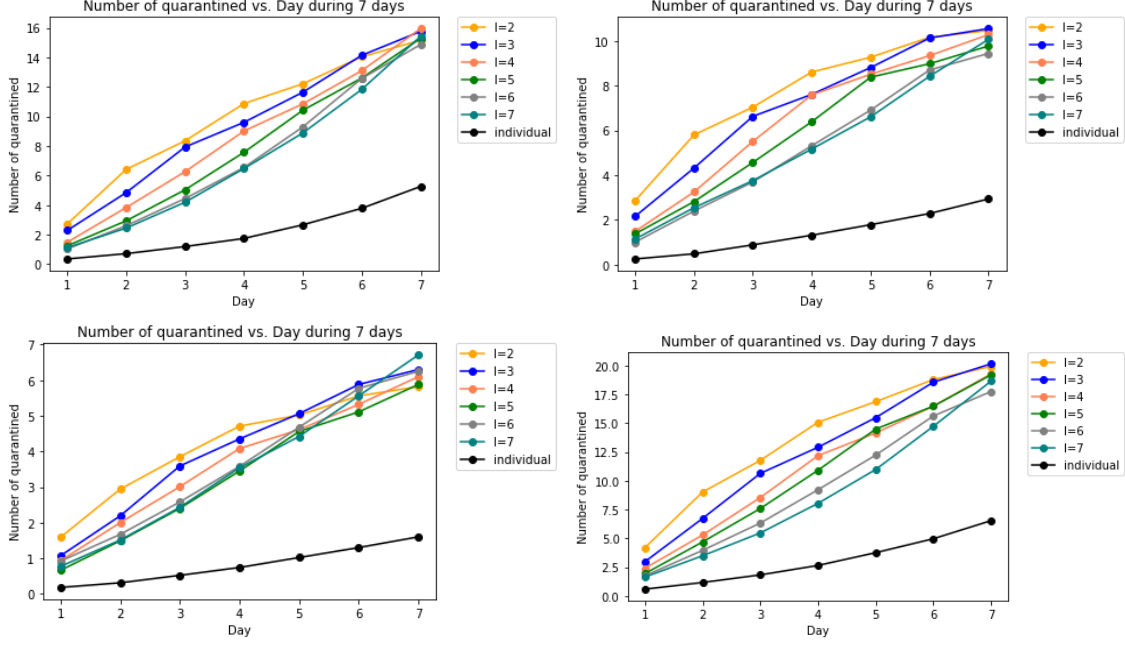 Number of quarantined vs. Day during 7 days
Number of quarantined
16
14
12
10
8
6
4
2
0
1 2 3 4 5 6 7
Day
l=2
l=3
l=4
l=5
l=6
l=7
individual
Number of quarantined vs. Day during 7 days
Number of quarantined
10
8
6
4
2
0
1 2 3 4 5 6 7
Day
l=2
l=3
l=4
l=5
l=6
l=7
individual
Number of quarantined vs. Day during 7 days
Number of quarantined
7
6
5
4
3
2
1
0
1 2 3 4 5 6 7
Day
l=2
l=3
l=4
l=5
l=6
l=7
individual
Number of quarantined vs. Day during 7 days
Number of quarantined
20.0
17.5
15.0
12.5
10.0
7.5
5.0
2.5
0.0
1 2 3 4 5 6 7
Day
l=2
l=3
l=4
l=5
l=6
l=7
individual